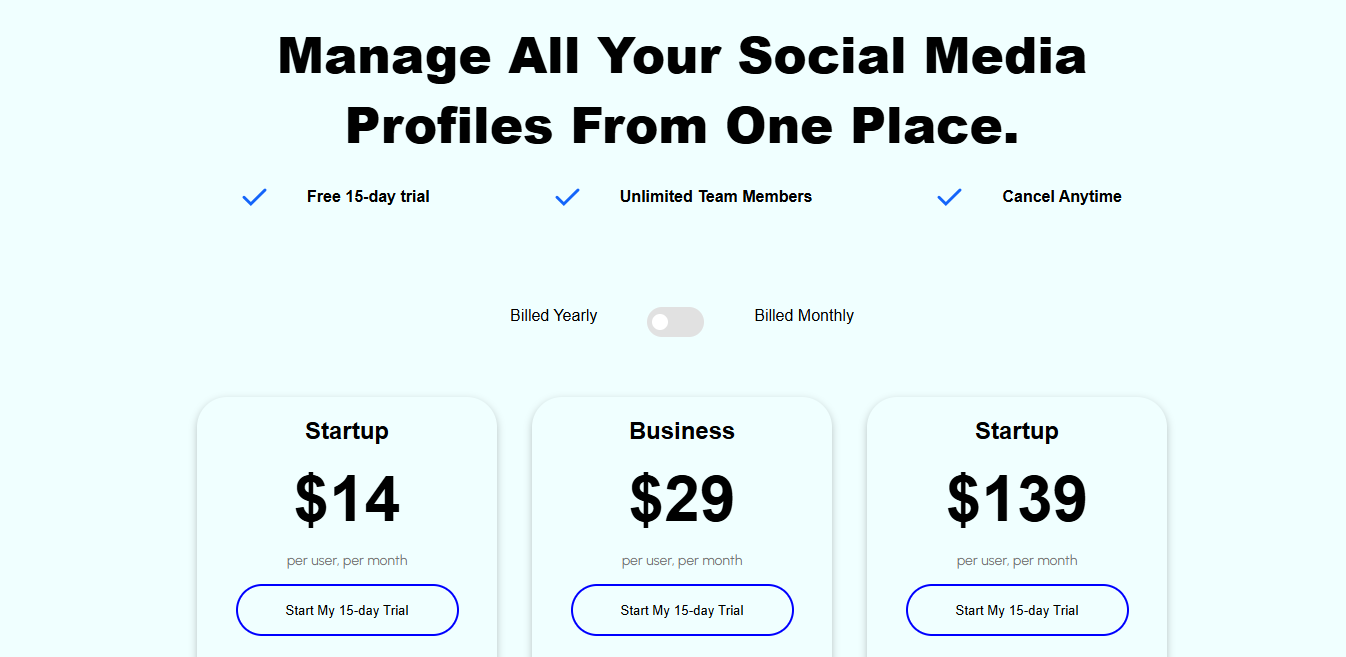 Manage All Your Social Media
Profiles From One Place.
Free 15-day trial
Unlimited Team Members
Cancel Anytime
Billed Yearly
Billed Monthly
Startup
$14
per user, per month
Start My 15-day Trial
Business
$29
per user, per month
Start My 15-day Trial
Startup
$139
per user, per month
Start My 15-day Trial